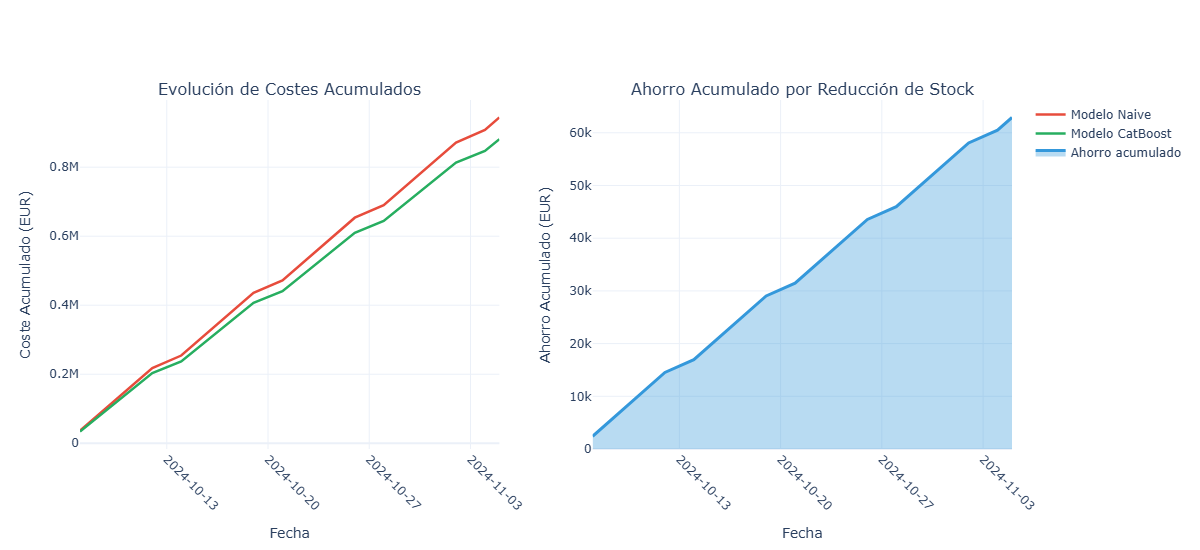 Evolución de Costes Acumulados
Coste Acumulado (EUR)
0.8M
0.6M
0.4M
0.2M
0
2024-10-13
2024-10-20
2024-10-27
2024-11-03
Fecha
Ahorro Acumulado por Reducción de Stock
Ahorro Acumulado (EUR)
60k
50k
40k
30k
20k
10k
0
2024-10-13
2024-10-20
2024-10-27
2024-11-03
Fecha
Modelo Naive
Modelo CatBoost
Ahorro acumulado